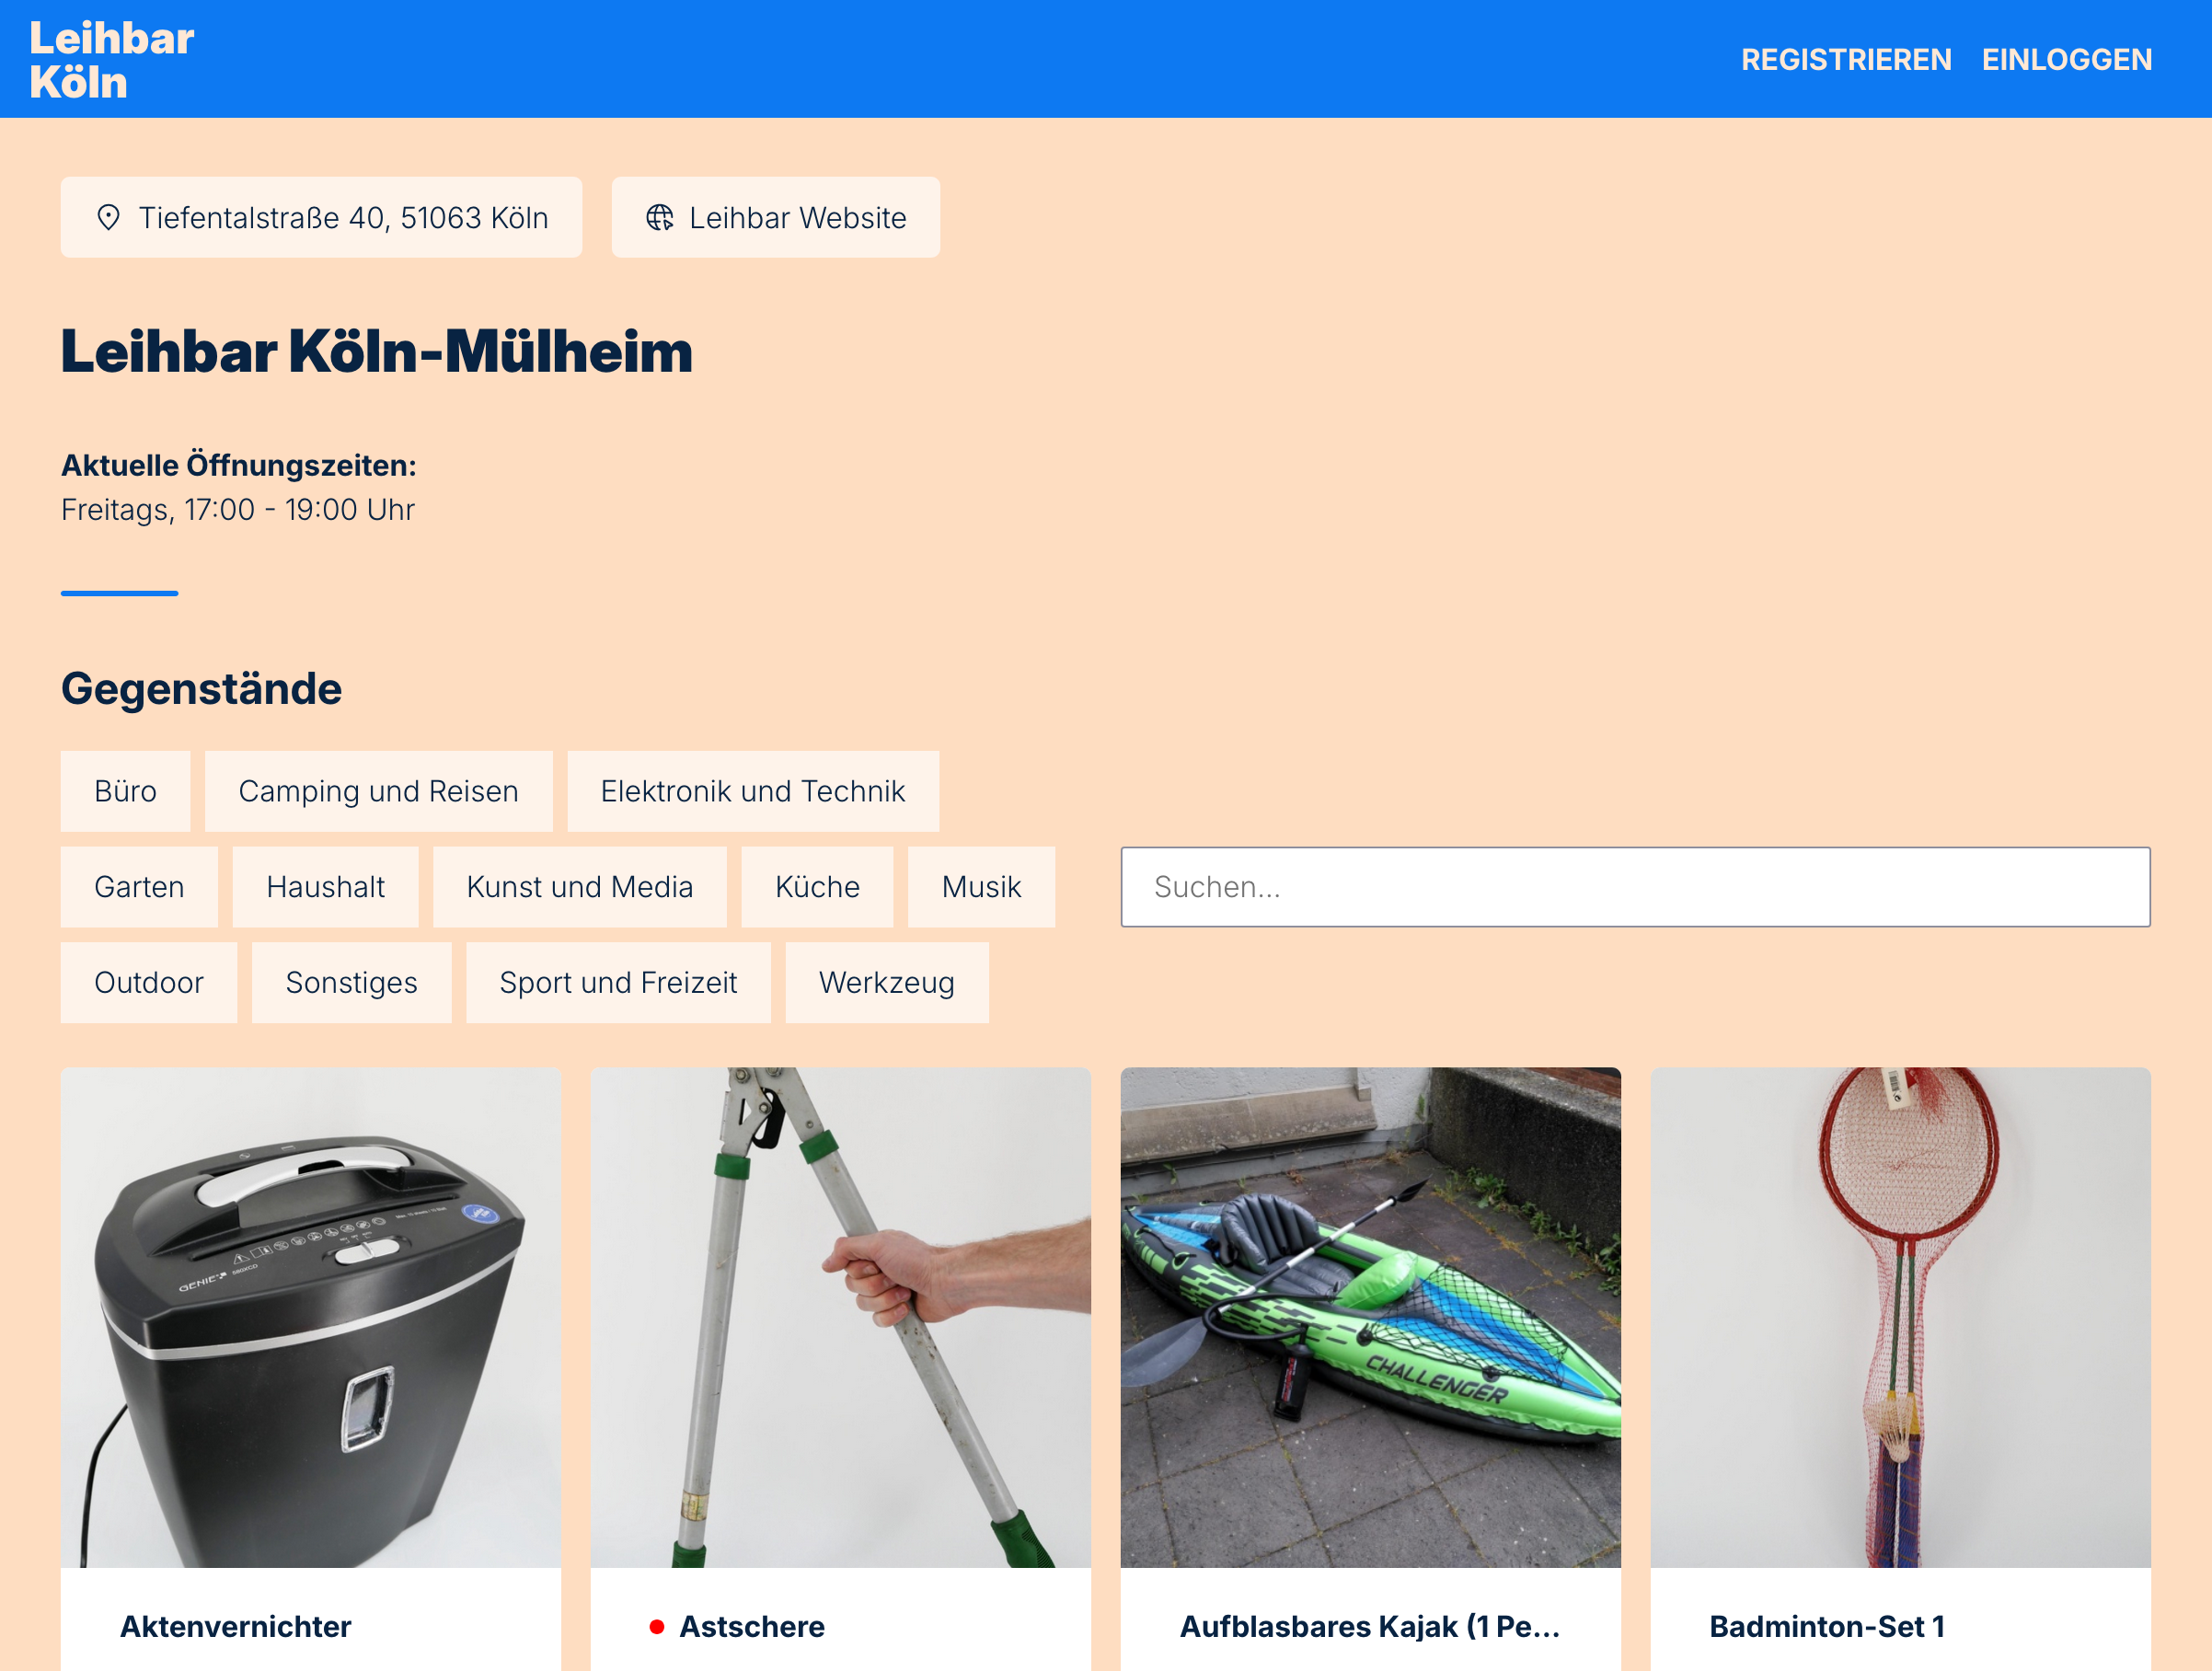 Leihbar
Köln
REGISTRIEREN EINLOGGEN
Tiefentalstraße 40, 51063 Köln
Leihbar Website
Leihbar Köln-Mülheim
Aktuelle Öffnungszeiten:
Freitags, 17:00 - 19:00 Uhr
Gegenstände
Büro
Camping und Reisen
Elektronik und Technik
Garten
Haushalt
Kunst und Media
Küche
Musik
Suchen...
Outdoor
Sonstiges
Sport und Freizeit
Werkzeug
GENIE
CHALLENGER
Aktenvernichter
Astschere
Aufblasbares Kajak (1 Pe...
Badminton-Set 1